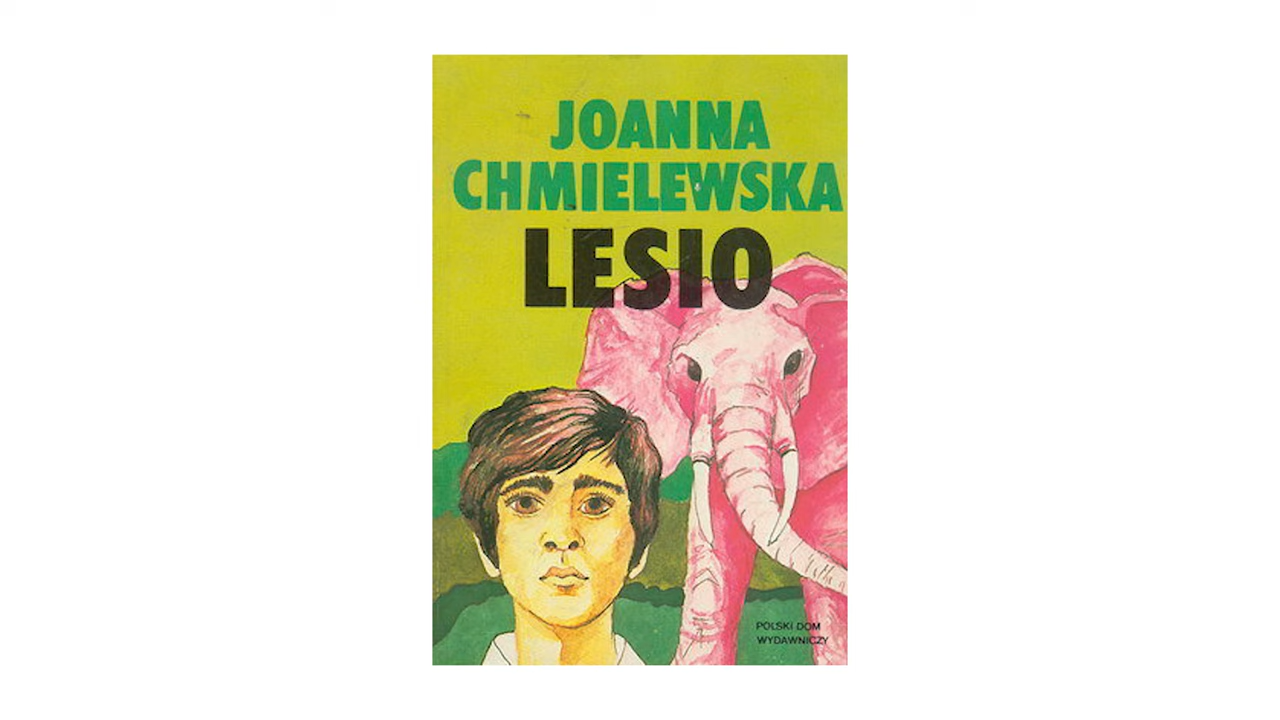 JOANNA
CHMIELEWSKA
LESIO
POLSKI DOM
WYDAWNICZY